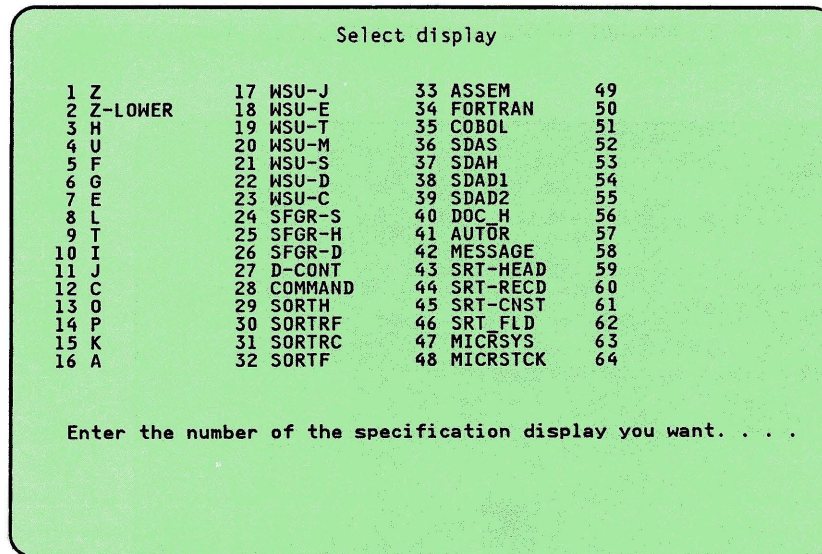 Select display
1 Z 17 WSU-J 33 ASSEM 49
2 Z-LOWER 18 WSU-E 34 FORTRAN 50
3 H 19 WSU-T 35 COBOL 51
4 U 20 WSU-M 36 SDAS 52
5 F 21 WSU-S 37 SDAH 53
6 G 22 WSU-D 38 SDAD1 54
7 E 23 WSU-C 39 SDAD2 55
8 L 24 SFGR-S 40 DOC_H 56
9 T 25 SFGR-H 41 AUTOR 57
10 I 26 SFGR-D 42 MESSAGE 58
11 J 27 D-CONT 43 SRT-HEAD 59
12 C 28 COMMAND 44 SRT-RECD 60
13 O 29 SORTH 45 SRT-CNST 61
14 P 30 SORTRF 46 SRT_FLD 62
15 K 31 SORTRC 47 MICRSYS 63
16 A 32 SORTF 48 MICRSTCK 64
Enter the number of the specification display you want. . . .